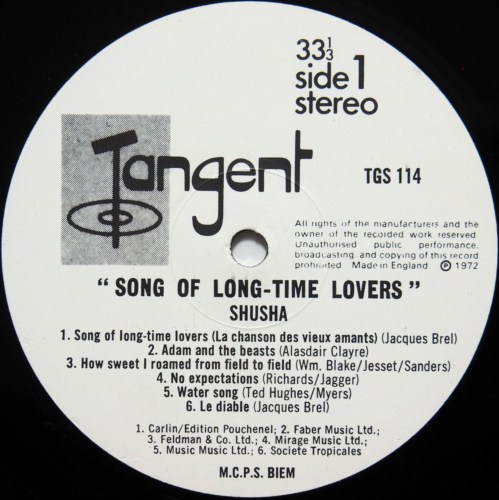 33 1/3
side 1
stereo
Tangent
TGS 114
All rights of the manufacturers and the
owner of the recorded work reserved.
Unauthorised public performance,
broadcasting and copying of this record
prohibited. Made in England. ℗ 1972
“ SONG OF LONG-TIME LOVERS ”
SHUSHA
1. Song of long-time lovers (La chanson des vieux amants) (Jacques Brel)
2. Adam and the beasts (Alasdair Clayre)
3. How sweet I roamed from field to field (Wm. Blake/Jesset/Sanders)
4. No expectations (Richards/Jagger)
5. Water song (Ted Hughes/Myers)
6. Le diable (Jacques Brel)
1. Carlin/Edition Pouchenel; 2. Faber Music Ltd.;
3. Feldman & Co. Ltd.; 4. Mirage Music Ltd.;
5. Music Music Ltd.; 6. Societe Tropicales
M.C.P.S. BIEM